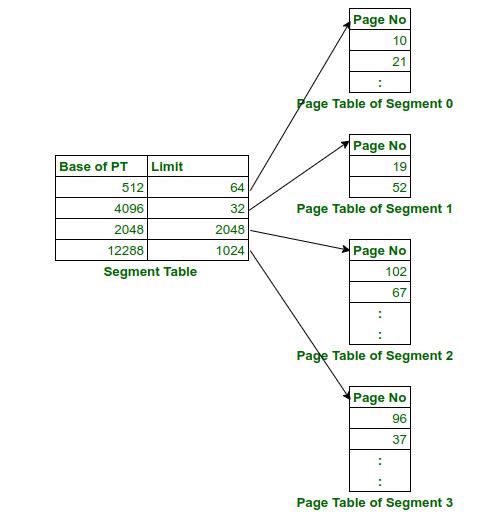 Page No
10
21
:
Page Table of Segment 0
Page No
19
52
Page Table of Segment 1
Base of PT Limit
512 64
4096 32
2048 2048
12288 1024
Segment Table
Page No
102
67
:
:
Page Table of Segment 2
Page No
96
37
:
:
Page Table of Segment 3